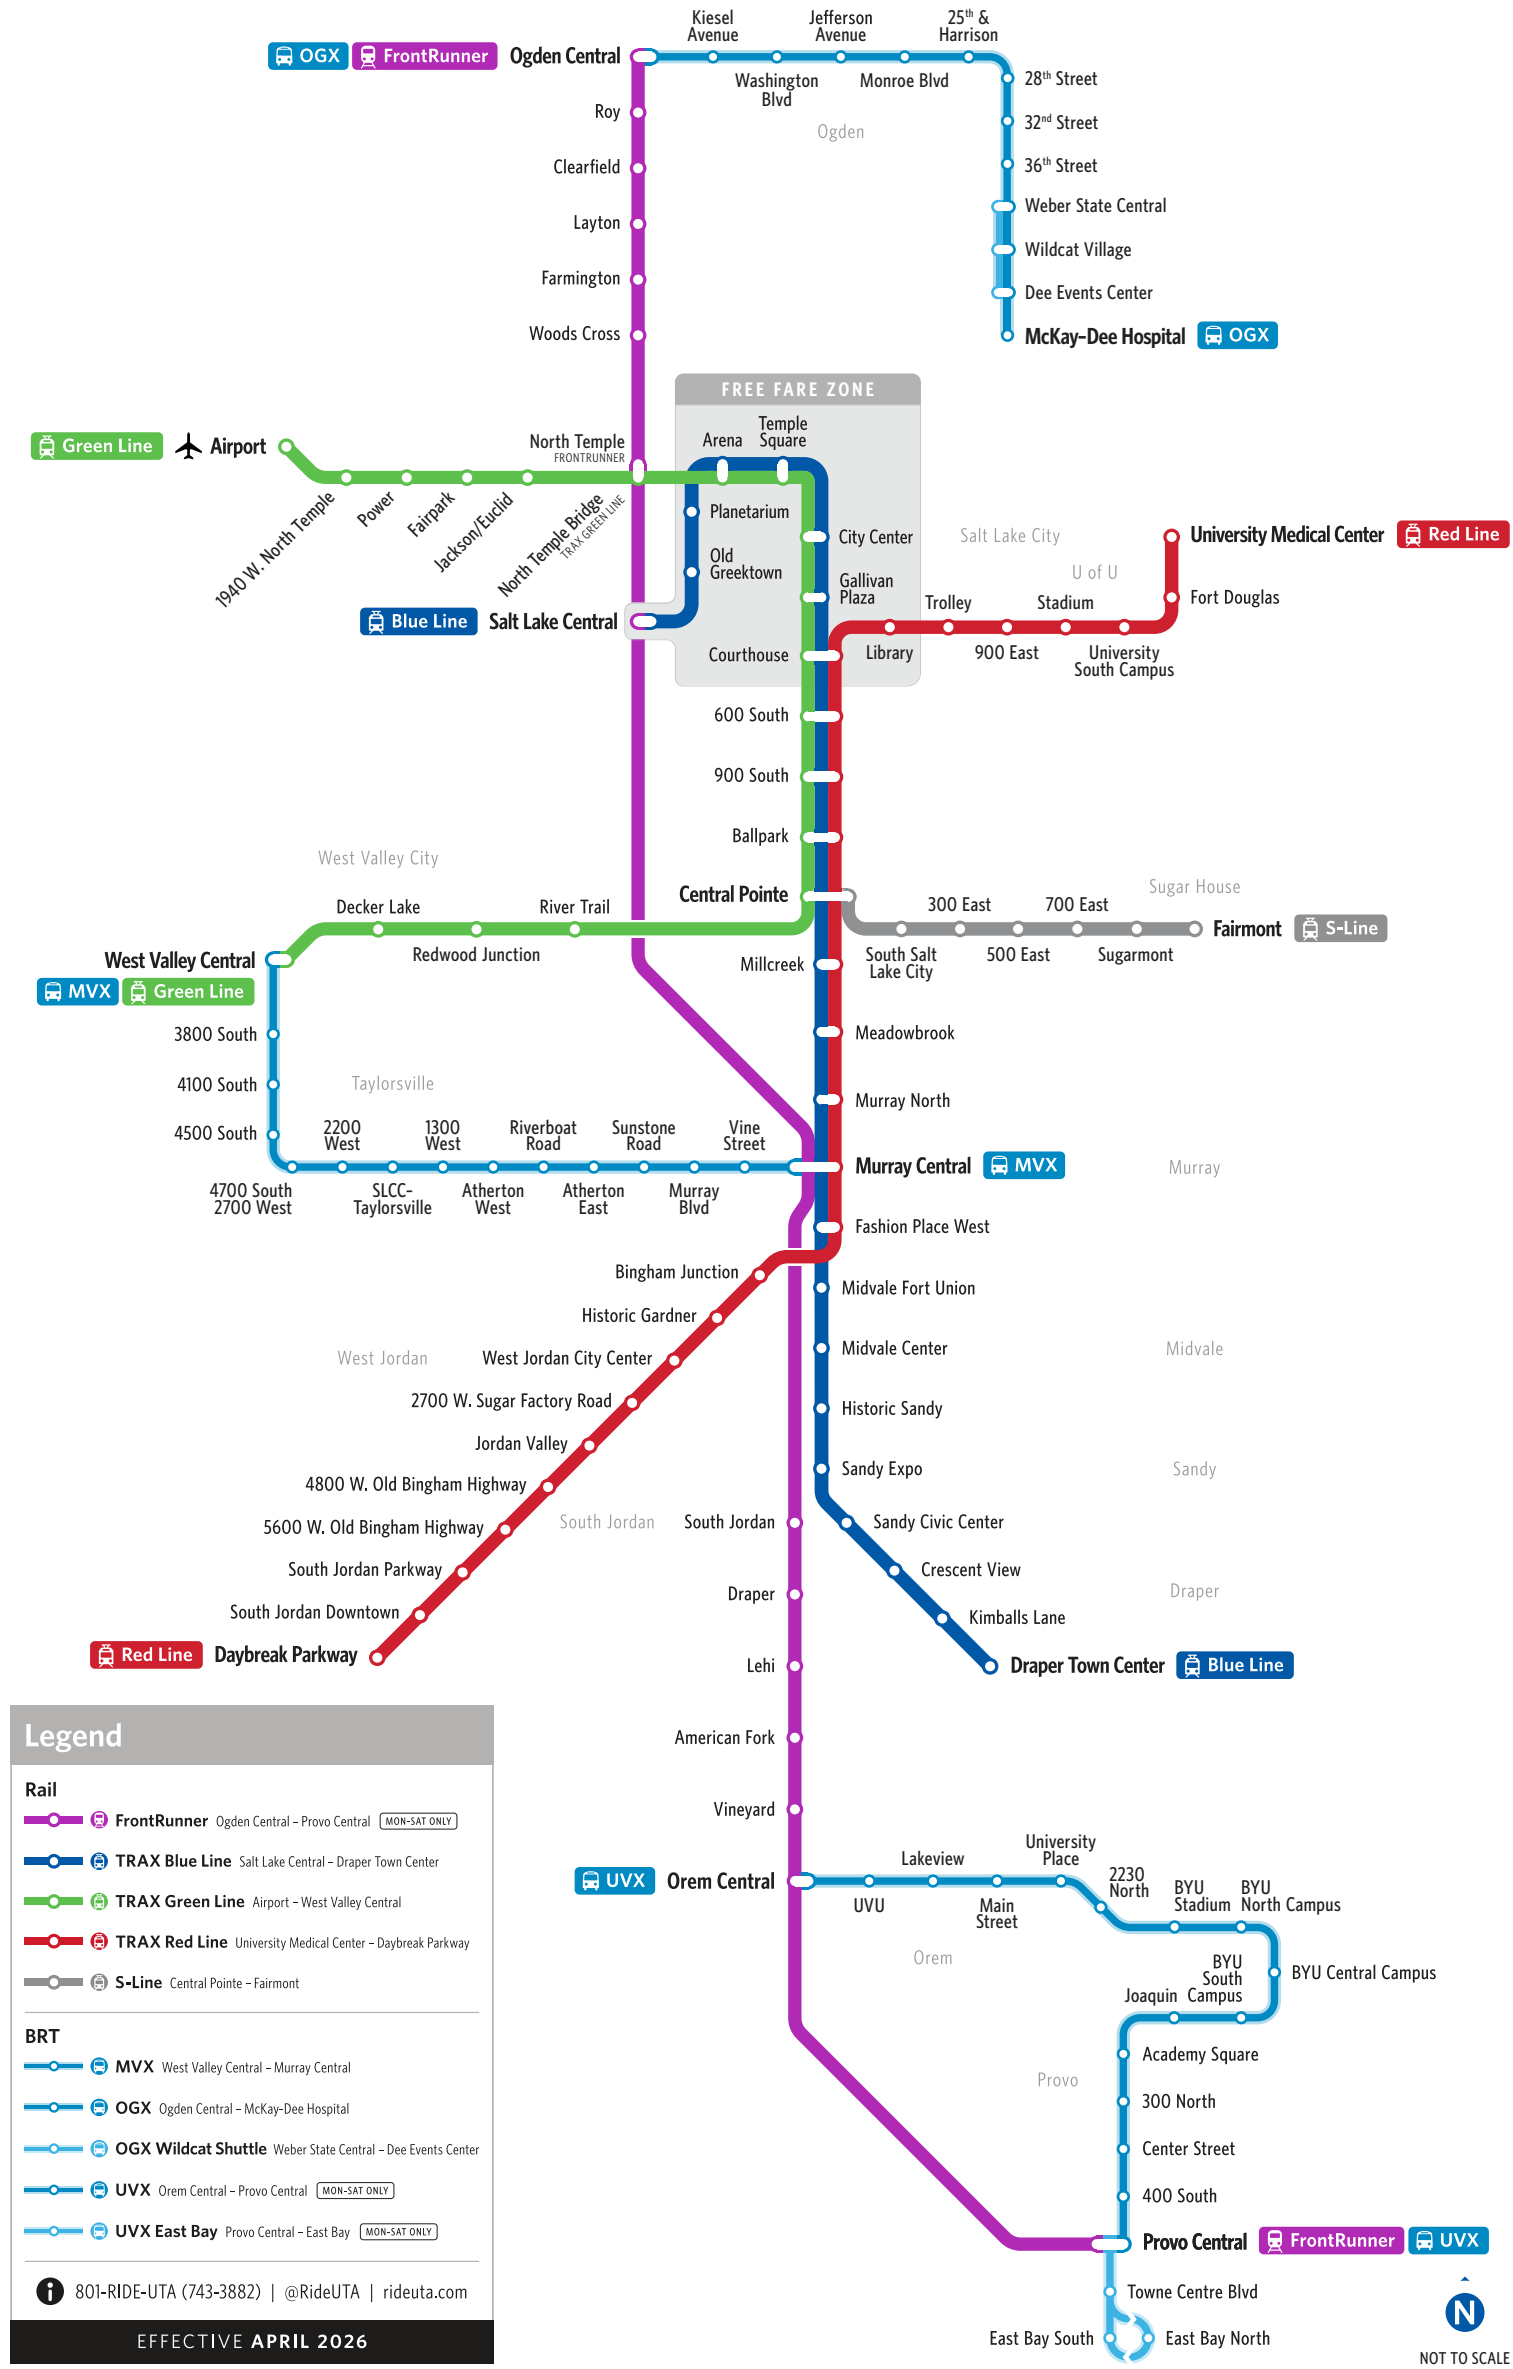 Kiesel
Avenue
Jefferson
Avenue
25th &
Harrison
OGX
FrontRunner
Ogden Central
Washington
Blvd
Monroe Blvd
28th Street
Roy
32nd Street
Ogden
Clearfield
36th Street
Weber State Central
Layton
Wildcat Village
Farmington
Dee Events Center
Woods Cross
McKay-Dee Hospital
OGX
FREE FARE ZONE
Green Line
Airport
North Temple
FRONTRUNNER
Arena
Temple
Square
1940 W. North Temple
Power
Fairpark
Jackson/Euclid
North Temple Bridge
TRAX GREEN LINE
Planetarium
City Center
Salt Lake City
University Medical Center
Red Line
Old
Greektown
Gallivan
Plaza
U of U
Fort Douglas
Blue Line
Salt Lake Central
Trolley
Stadium
Courthouse
Library
900 East
University
South Campus
600 South
900 South
Ballpark
West Valley City
Central Pointe
Sugar House
Decker Lake
River Trail
300 East
700 East
Fairmont
S-Line
Redwood Junction
South Salt
Lake City
500 East
Sugarmont
West Valley Central
MVX
Green Line
Millcreek
3800 South
Meadowbrook
4100 South
Taylorsville
Murray North
4500 South
2200
West
1300
West
Riverboat
Road
Sunstone
Road
Vine
Street
Murray Central
MVX
Murray
4700 South
2700 West
SLCC-
Taylorsville
Atherton
West
Atherton
East
Murray
Blvd
Fashion Place West
Bingham Junction
Midvale Fort Union
Historic Gardner
West Jordan
West Jordan City Center
Midvale Center
Midvale
2700 W. Sugar Factory Road
Historic Sandy
Jordan Valley
Sandy Expo
Sandy
4800 W. Old Bingham Highway
5600 W. Old Bingham Highway
South Jordan
South Jordan
Sandy Civic Center
South Jordan Parkway
Crescent View
Draper
Draper
South Jordan Downtown
Kimballs Lane
Red Line
Daybreak Parkway
Lehi
Draper Town Center
Blue Line
American Fork
Vineyard
Orem Central
UVX
Lakeview
University
Place
2230
North
BYU
Stadium
BYU
North Campus
UVU
Main
Street
Orem
BYU
South
Campus
BYU Central Campus
Joaquin
Academy Square
Provo
300 North
Center Street
400 South
Provo Central
FrontRunner
UVX
Towne Centre Blvd
East Bay South
East Bay North
N
NOT TO SCALE
Legend
Rail
FrontRunner Ogden Central – Provo Central MON-SAT ONLY
TRAX Blue Line Salt Lake Central – Draper Town Center
TRAX Green Line Airport – West Valley Central
TRAX Red Line University Medical Center – Daybreak Parkway
S-Line Central Pointe – Fairmont
BRT
MVX West Valley Central – Murray Central
OGX Ogden Central – McKay-Dee Hospital
OGX Wildcat Shuttle Weber State Central – Dee Events Center
UVX Orem Central – Provo Central MON-SAT ONLY
UVX East Bay Provo Central – East Bay MON-SAT ONLY
801-RIDE-UTA (743-3882) | @RideUTA | rideuta.com
EFFECTIVE APRIL 2026